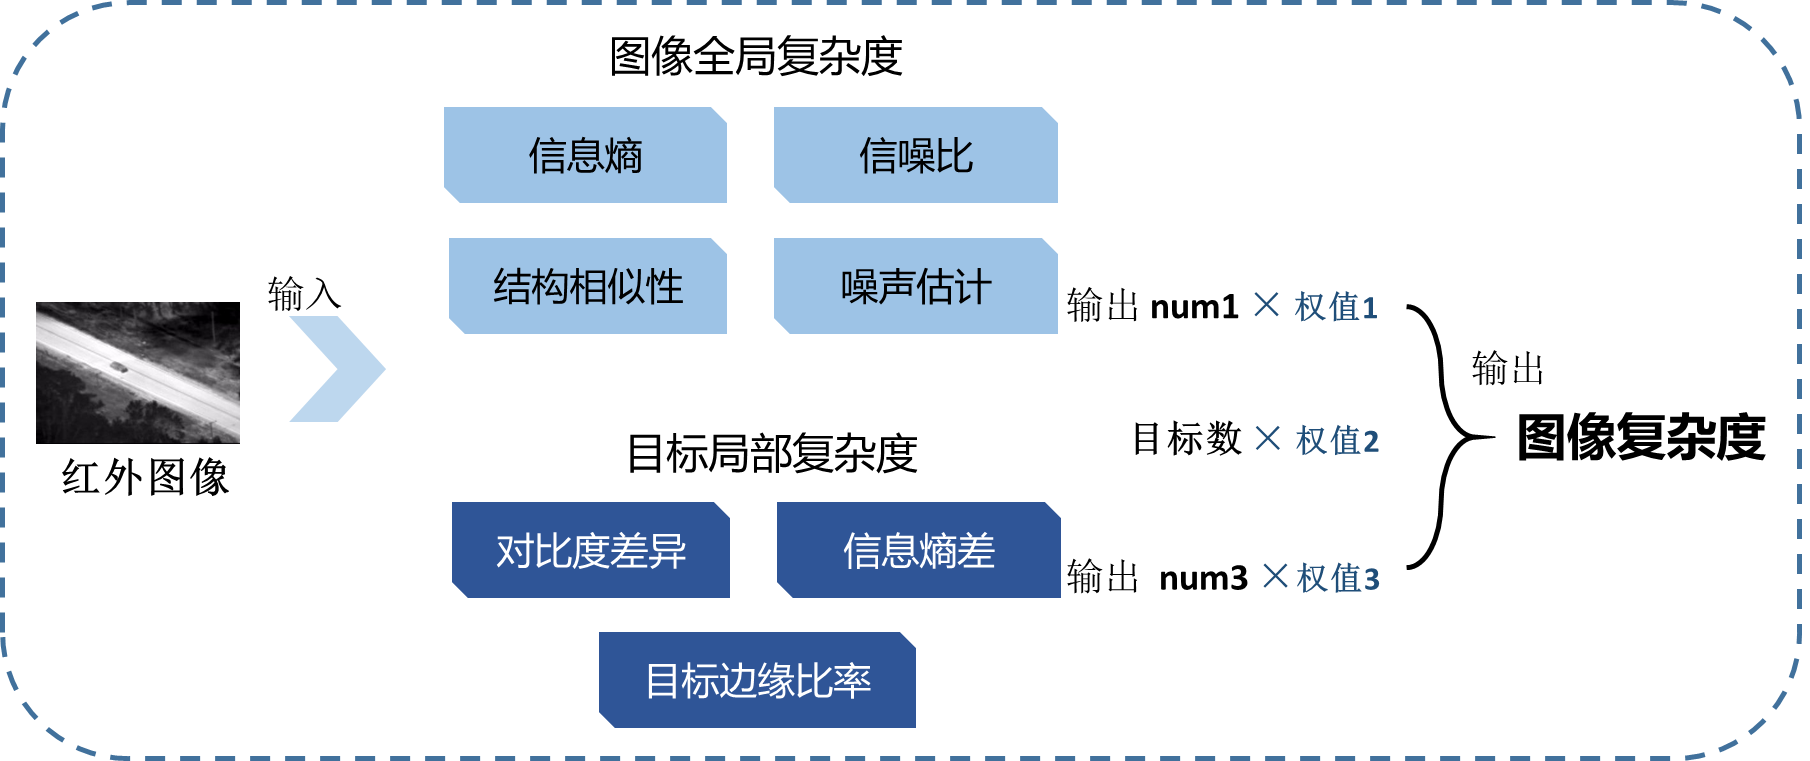 图像全局复杂度
信息熵
信噪比
结构相似性
噪声估计
输入
红外图像
输出 num1 × 权值1
目标数 × 权值2
目标局部复杂度
对比度差异
信息熵差
输出 num3 × 权值3
目标边缘比率
输出
图像复杂度